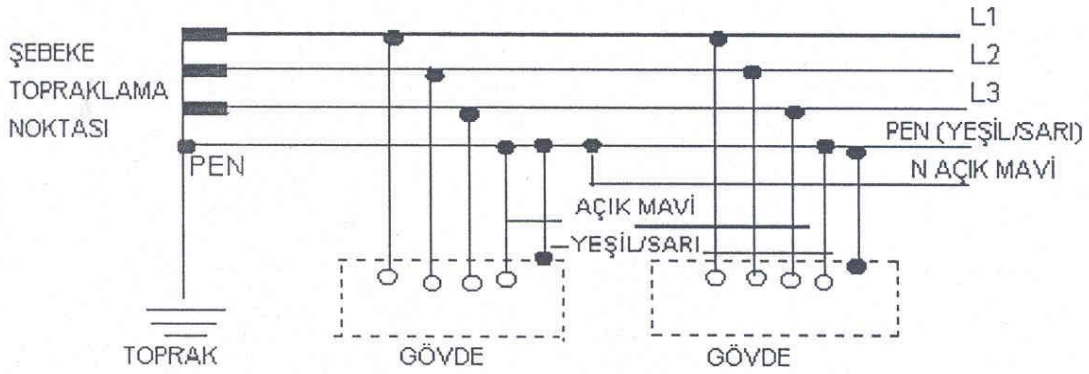 L1
ŞEBEKE
L2
TOPRAKLAMA
L3
NOKTASI
PEN (YEŞİL/SARI)
PEN
N AÇIK MAVİ
AÇIK MAVİ
YEŞİL/SARI
TOPRAK
GÖVDE
GÖVDE